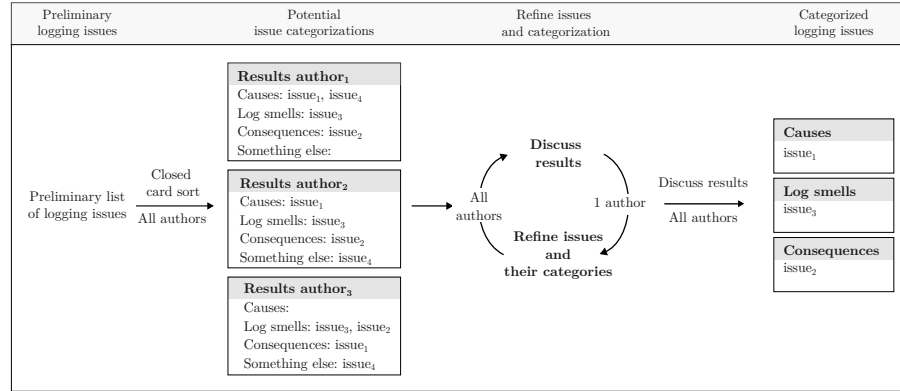 Preliminary
logging issues
Potential
issue categorizations
Refine issues
and categorization
Categorized
logging issues
Preliminary list
of logging issues
Closed
card sort
All authors
Results author₁
Causes: issue₁, issue₄
Log smells: issue₃
Consequences: issue₂
Something else:
Results author₂
Causes: issue₁
Log smells: issue₃
Consequences: issue₂
Something else: issue₄
Results author₃
Causes:
Log smells: issue₃, issue₂
Consequences: issue₁
Something else: issue₄
Discuss
results
All
authors
1 author
Refine issues
and
their categories
Discuss results
All authors
Causes
issue₁
Log smells
issue₃
Consequences
issue₂